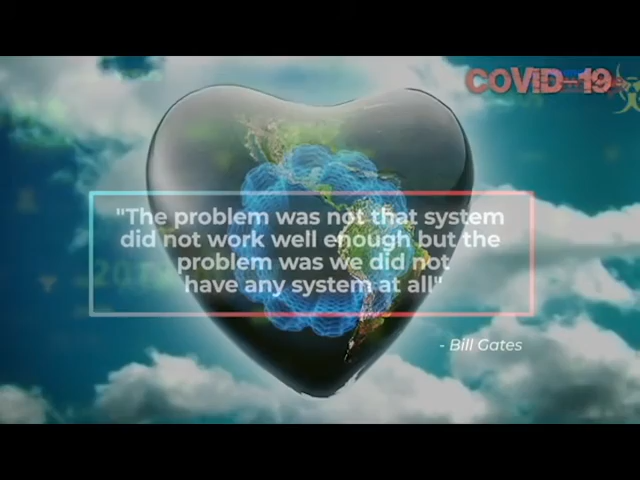 COVID-19
"The problem was not that system
did not work well enough but the
problem was we did not
have any system at all"
- Bill Gates